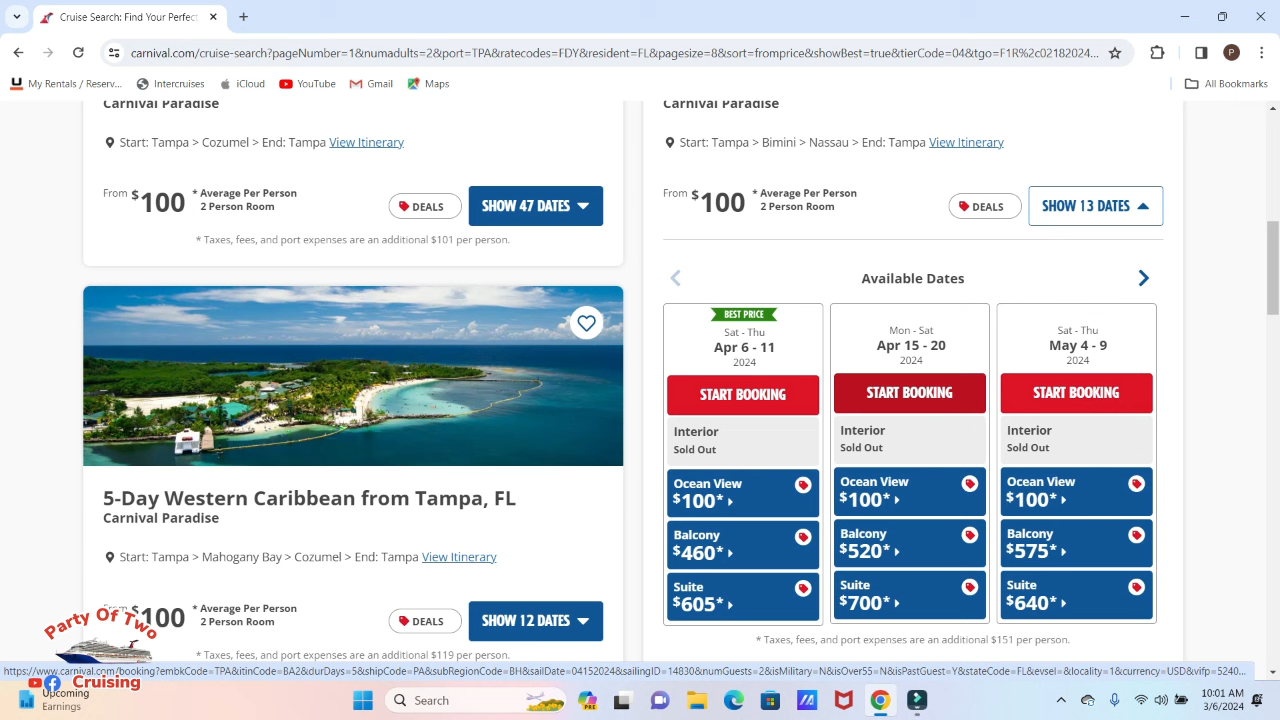 Cruise Vacations: Find Your P
carnival.com/cruise-search?pageNumber=1&numadults=2&port=TPA&ratecodes=FDY&resident=FL&pagesize=8&sort=fromprice&showBest=true&tierCode=04&tgo=F1R%2c02182024...
P
My Rentals / Reserv...
Intercruises
iCloud
YouTube
Gmail
Maps
All Bookmarks
Carnival Paradise
Start: Tampa > Cozumel > End: Tampa View Itinerary
From $100 * Average Per Person
2 Person Room
DEALS
SHOW 47 DATES
* Taxes, fees, and port expenses are an additional $101 per person.
5-Day Western Caribbean from Tampa, FL
Carnival Paradise
Start: Tampa > Mahogany Bay > Cozumel > End: Tampa View Itinerary
$100 * Average Per Person
2 Person Room
DEALS
SHOW 12 DATES
* Taxes, fees, and port expenses are an additional $119 per person.
Carnival Paradise
Start: Tampa > Bimini > Nassau > End: Tampa View Itinerary
From $100 * Average Per Person
2 Person Room
DEALS
SHOW 13 DATES
Available Dates
BEST PRICE
Sat - Thu
Apr 6 - 11
2024
START BOOKING
Interior
Sold Out
Ocean View
$100*
Balcony
$460*
Suite
$605*
Mon - Sat
Apr 15 - 20
2024
START BOOKING
Interior
Sold Out
Ocean View
$100*
Balcony
$520*
Suite
$700*
Sat - Thu
May 4 - 9
2024
START BOOKING
Interior
Sold Out
Ocean View
$100*
Balcony
$575*
Suite
$640*
* Taxes, fees, and port expenses are an additional $151 per person.
Party Of Two
Cruising
https://www.carnival.com/booking?embkCode=TPA&itinCode=BA2&durDays=5&shipCode=PA&subRegionCode=BH&sailDate=04152024&sailingID=14830&numGuests=2&isMilitary=N&isOver55=N&isPastGuest=Y&stateCode=FL&evsel=&locality=1&currency=USD&vifp=5240...
Upcoming
Earnings
Search
10:01 AM
3/6/2024